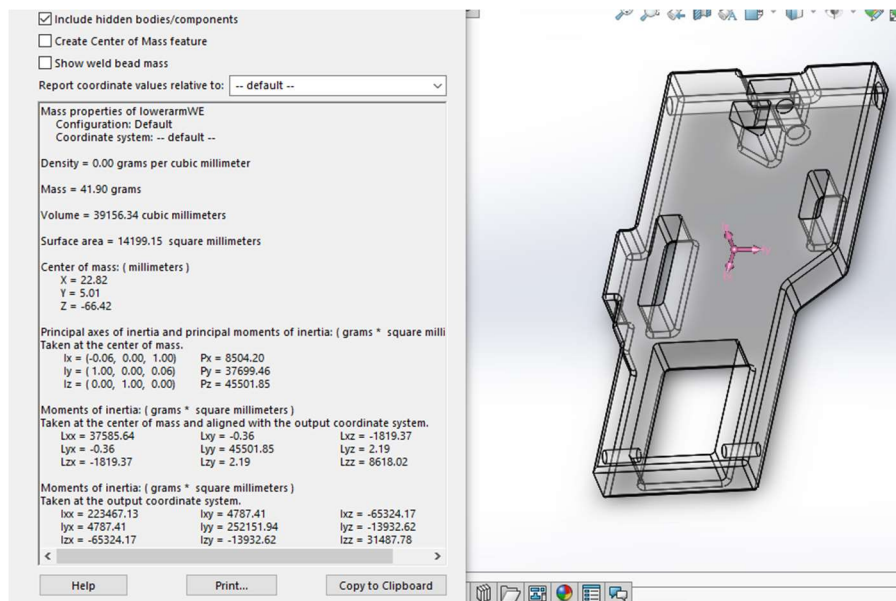 Include hidden bodies/components
Create Center of Mass feature
Show weld bead mass
Report coordinate values relative to: -- default --
Mass properties of lowerarmWE
Configuration: Default
Coordinate system: -- default --
Density = 0.00 grams per cubic millimeter
Mass = 41.90 grams
Volume = 39156.34 cubic millimeters
Surface area = 14199.15 square millimeters
Center of mass: ( millimeters )
X = 22.82
Y = 5.01
Z = -66.42
Principal axes of inertia and principal moments of inertia: ( grams * square milli
Taken at the center of mass.
Ix = (-0.06, 0.00, 1.00) Px = 8504.20
Iy = ( 1.00, 0.00, 0.06) Py = 37699.46
Iz = ( 0.00, 1.00, 0.00) Pz = 45501.85
Moments of inertia: ( grams * square millimeters )
Taken at the center of mass and aligned with the output coordinate system.
Lxx = 37585.64 Lxy = -0.36 Lxz = -1819.37
Lyx = -0.36 Lyy = 45501.85 Lyz = 2.19
Lzx = -1819.37 Lzy = 2.19 Lzz = 8618.02
Moments of inertia: ( grams * square millimeters )
Taken at the output coordinate system.
Ixx = 223467.13 Ixy = 4787.41 Ixz = -65324.17
Iyx = 4787.41 Iyy = 252151.94 Iyz = -13932.62
Izx = -65324.17 Izy = -13932.62 Izz = 31487.78
Help Print... Copy to Clipboard